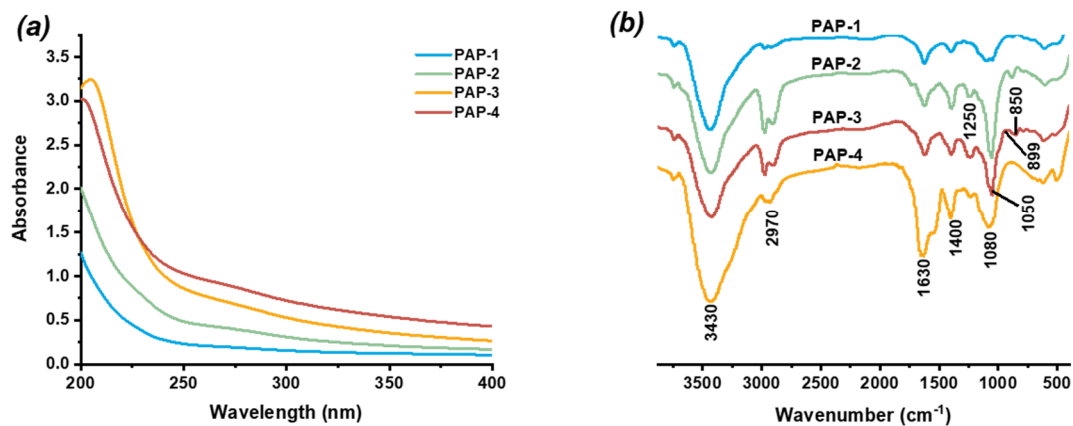 (a)
3.5
3.0
2.5
2.0
1.5
1.0
0.5
0.0
Absorbance
PAP-1
PAP-2
PAP-3
PAP-4
200
250
300
350
400
Wavelength (nm)
(b)
PAP-1
PAP-2
PAP-3
PAP-4
3430
2970
1630
1400
1250
1080
1050
899
850
3500
3000
2500
2000
1500
1000
500
Wavenumber (cm⁻¹)